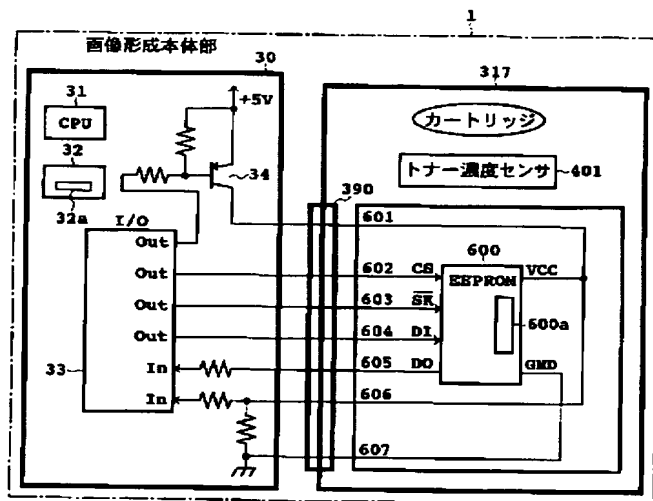 1
画像形成本体部
30
317
31
CPU
+5V
カートリッジ
32
34
トナー濃度センサ
401
32a
390
I/O
601
Out
600
Out
602
CS
EEPROM
VCC
Out
603
SK
600a
Out
604
DI
33
In
605
DO
GND
In
606
607